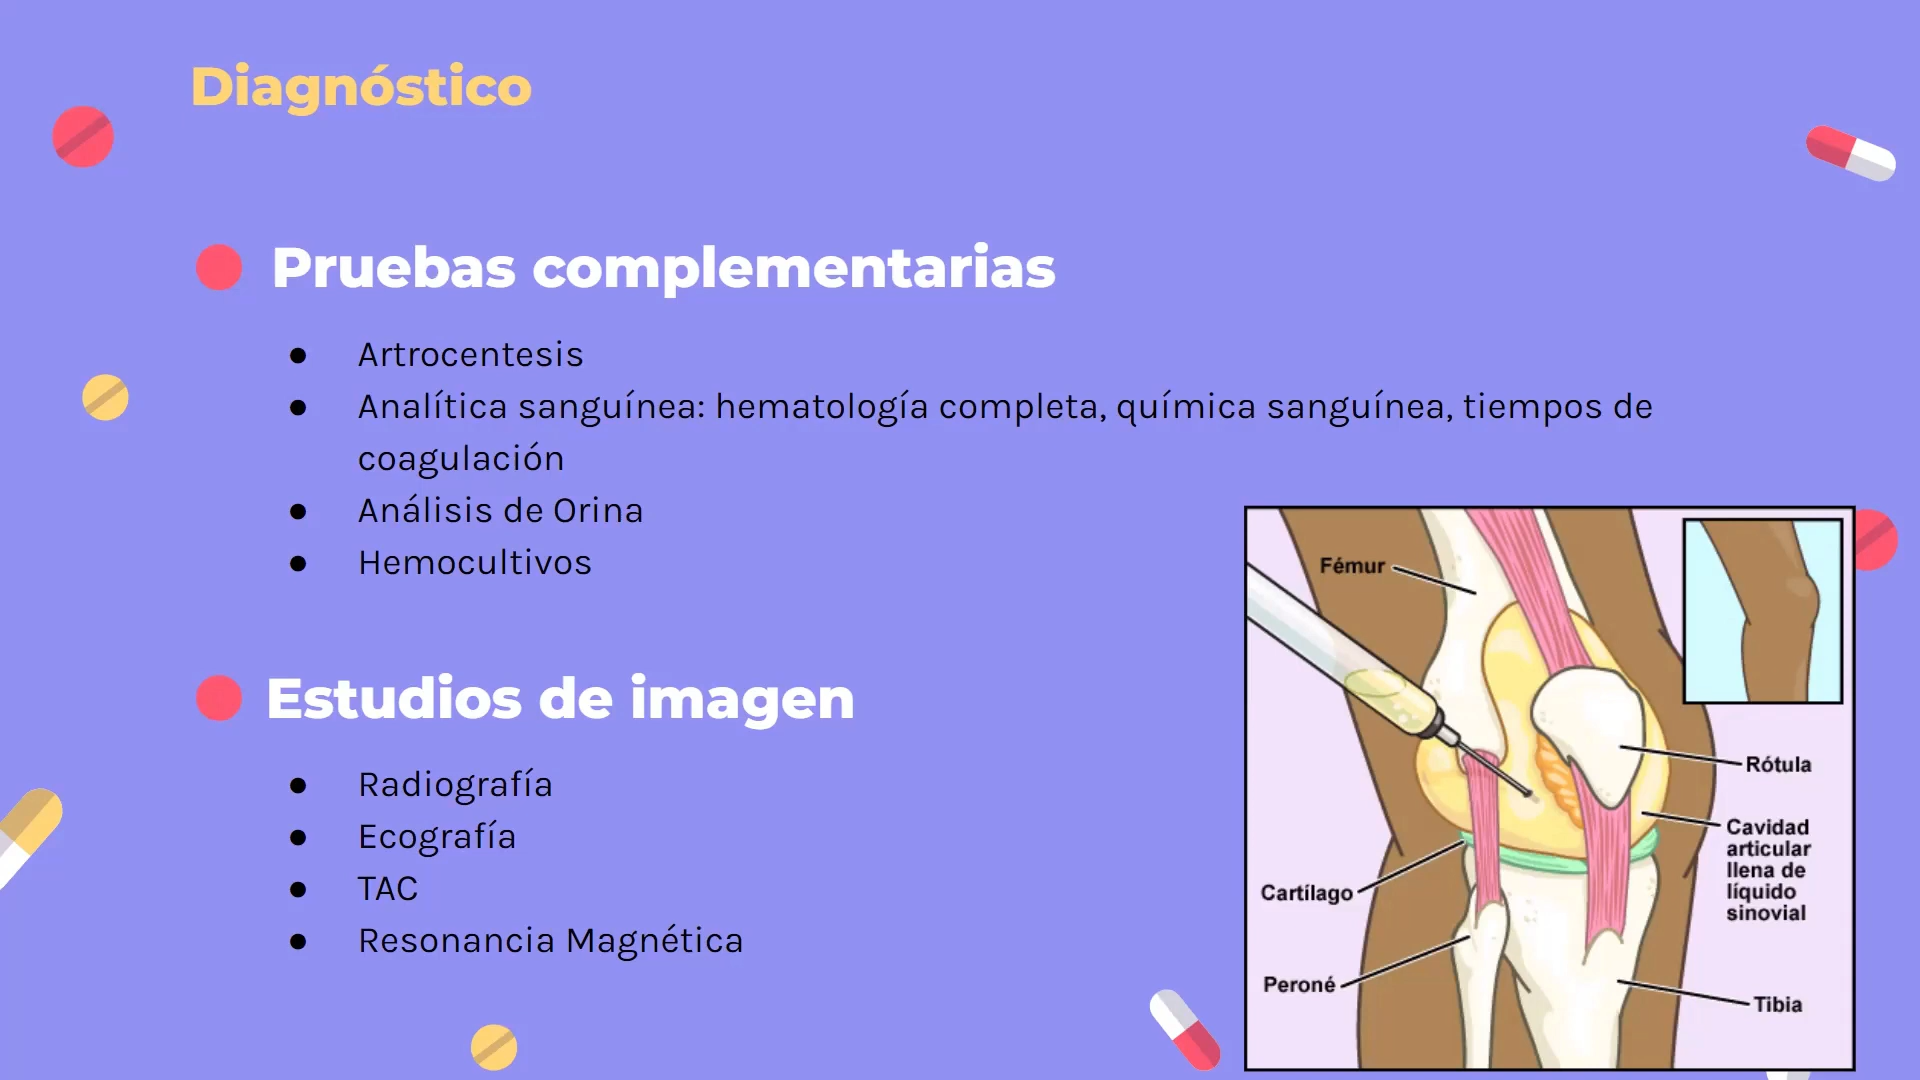 Diagnóstico
Pruebas complementarias
● Artrocentesis
● Analítica sanguínea: hematología completa, química sanguínea, tiempos de
coagulación
● Análisis de Orina
● Hemocultivos
Estudios de imagen
● Radiografía
● Ecografía
● TAC
● Resonancia Magnética
Fémur
Rótula
Cavidad
articular
llena de
líquido
sinovial
Cartílago
Peroné
Tibia